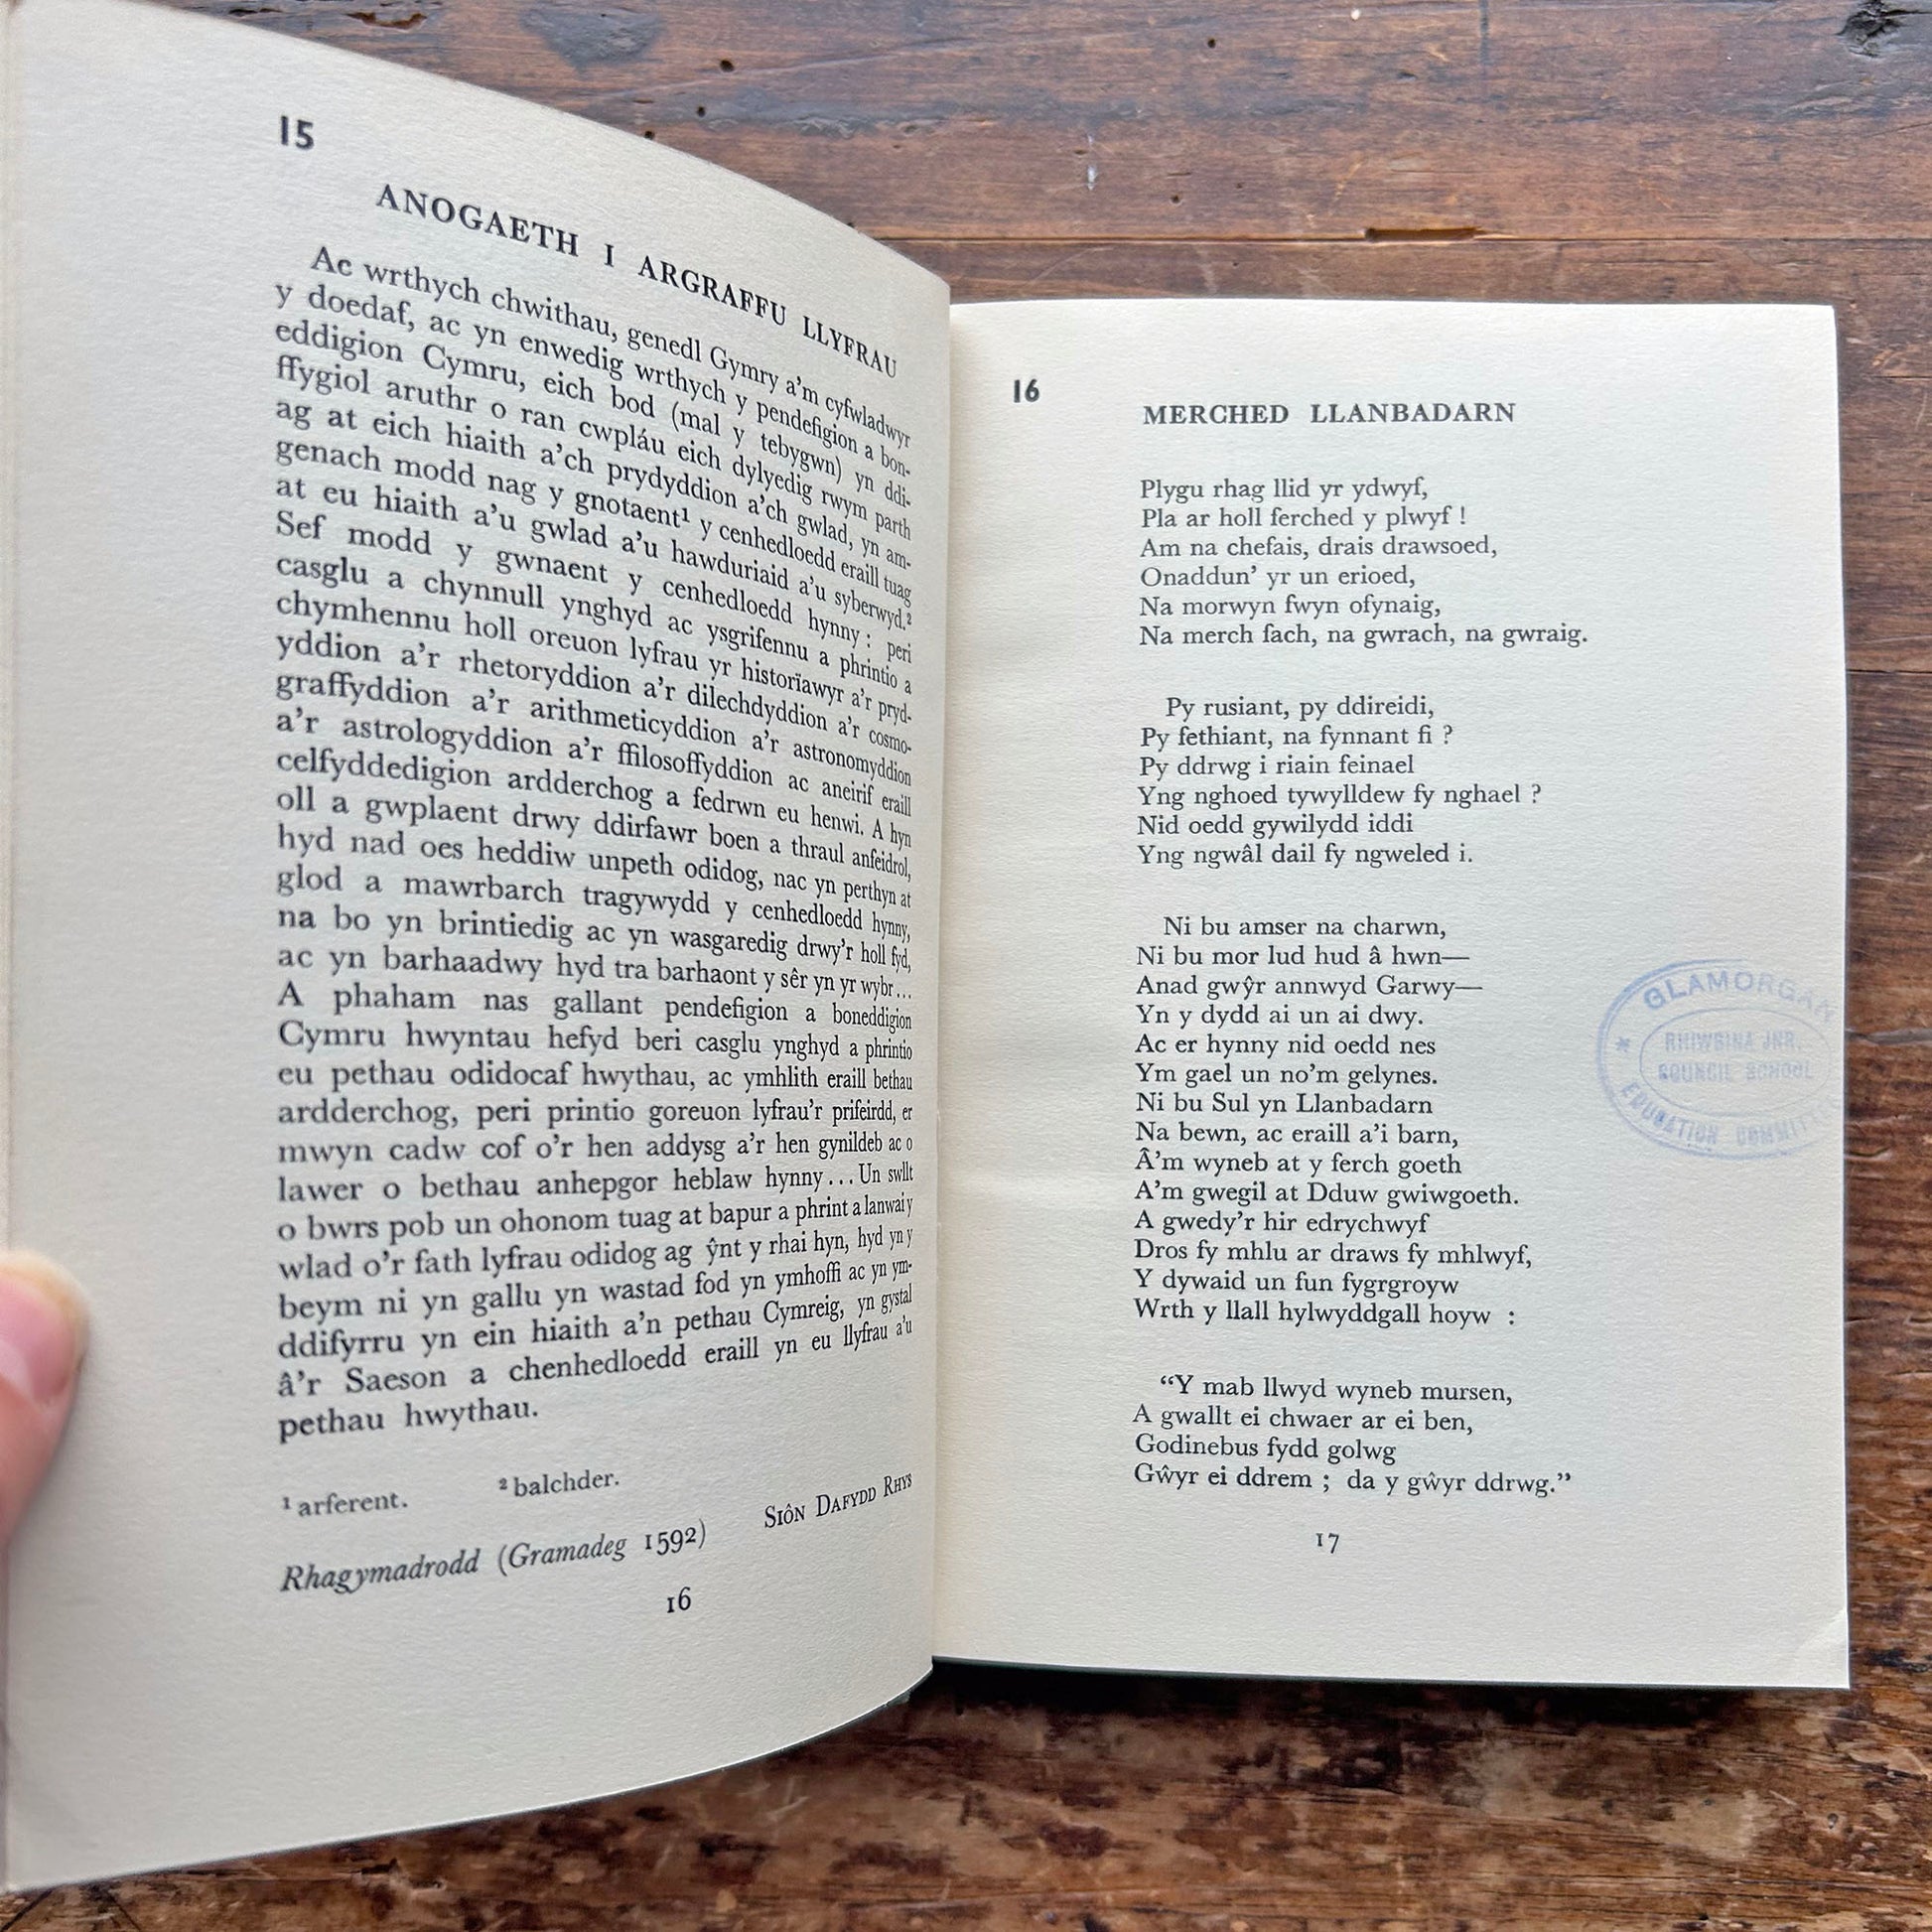 15
ANOGAETH I ARGRAFFU LLYFRAU
Ac wrthych chwithau, genedl Gymry a'm cyfwladwyr
y doedaf, ac yn enwedig wrthych y pendefigion a bon-
eddigion Cymru, eich bod (mal y tebygwn) yn ddi-
ffygiol aruthr o ran cwpláu eich dylyedig rwym parth
ag at eich hiaith a'ch prydyddion a'ch gwlad, yn am-
genach modd nag y gnotaent¹ y cenhedloedd eraill tuag
at eu hiaith a'u gwlad a'u hawduriaid a'u syberwyd.²
Sef modd y gwnaent y cenhedloedd hynny : peri
casglu a chynnull ynghyd ac ysgrifennu a phrintio a
chymhennu holl oreuon lyfrau yr historïawyr a'r pryd-
yddion a'r rhetoryddion a'r dilechdyddion a'r cosmo-
graffyddion a'r arithmeticyddion a'r astronomyddion
a'r astrologyddion a'r ffilosoffyddion ac aneirif eraill
celfyddedigion ardderchog a fedrwn eu henwi. A hyn
oll a gwplaent drwy ddirfawr boen a thraul anfeidrol,
hyd nad oes heddiw unpeth odidog, nac yn perthyn at
glod a mawrbarch tragywydd y cenhedloedd hynny,
na bo yn brintiedig ac yn wasgaredig drwy'r holl fyd,
ac yn barhaadwy hyd tra barhaont y sêr yn yr wybr...
A phaham nas gallant pendefigion a boneddigion
Cymru hwyntau hefyd beri casglu ynghyd a phrintio
eu pethau odidocaf hwythau, ac ymhlith eraill bethau
ardderchog, peri printio goreuon lyfrau'r prifeirdd, er
mwyn cadw cof o'r hen addysg a'r hen gynildeb ac o
lawer o bethau anhepgor heblaw hynny... Un swllt
o bwrs pob un ohonom tuag at bapur a phrint a lanwai y
wlad o'r fath lyfrau odidog ag ŷnt y rhai hyn, hyd yn y
beym ni yn gallu yn wastad fod yn ymhoffi ac yn ym-
ddifyrru yn ein hiaith a'n pethau Cymreig, yn gystal
â'r Saeson a chenhedloedd eraill yn eu llyfrau a'u
pethau hwythau.
¹ arferent. ² balchder.
SIÔN DAFYDD RHYS
Rhagymadrodd (Gramadeg 1592)
16
16
MERCHED LLANBADARN
Plygu rhag llid yr ydwyf,
Pla ar holl ferched y plwyf !
Am na chefais, drais drawsoed,
Onaddun' yr un erioed,
Na morwyn fwyn ofynaig,
Na merch fach, na gwrach, na gwraig.
Py rusiant, py ddireidi,
Py fethiant, na fynnant fi ?
Py ddrwg i riain feinael
Yng nghoed tywylldew fy nghael ?
Nid oedd gywilydd iddi
Yng ngwâl dail fy ngweled i.
Ni bu amser na charwn,
Ni bu mor lud hud â hwn—
Anad gwŷr annwyd Garwy—
Yn y dydd ai un ai dwy.
Ac er hynny nid oedd nes
Ym gael un no'm gelynes.
Ni bu Sul yn Llanbadarn
Na bewn, ac eraill a'i barn,
Â'm wyneb at y ferch goeth
A'm gwegil at Dduw gwiwgoeth.
A gwedy'r hir edrychwyf
Dros fy mhlu ar draws fy mhlwyf,
Y dywaid un fun fygrgroyw
Wrth y llall hylwyddgall hoyw :
“Y mab llwyd wyneb mursen,
A gwallt ei chwaer ar ei ben,
Godinebus fydd golwg
Gŵyr ei ddrem ; da y gŵyr ddrwg.”
17
GLAMORGAN
RHIWBINA JNR.
COUNCIL SCHOOL
EDUCATION COMMITTE